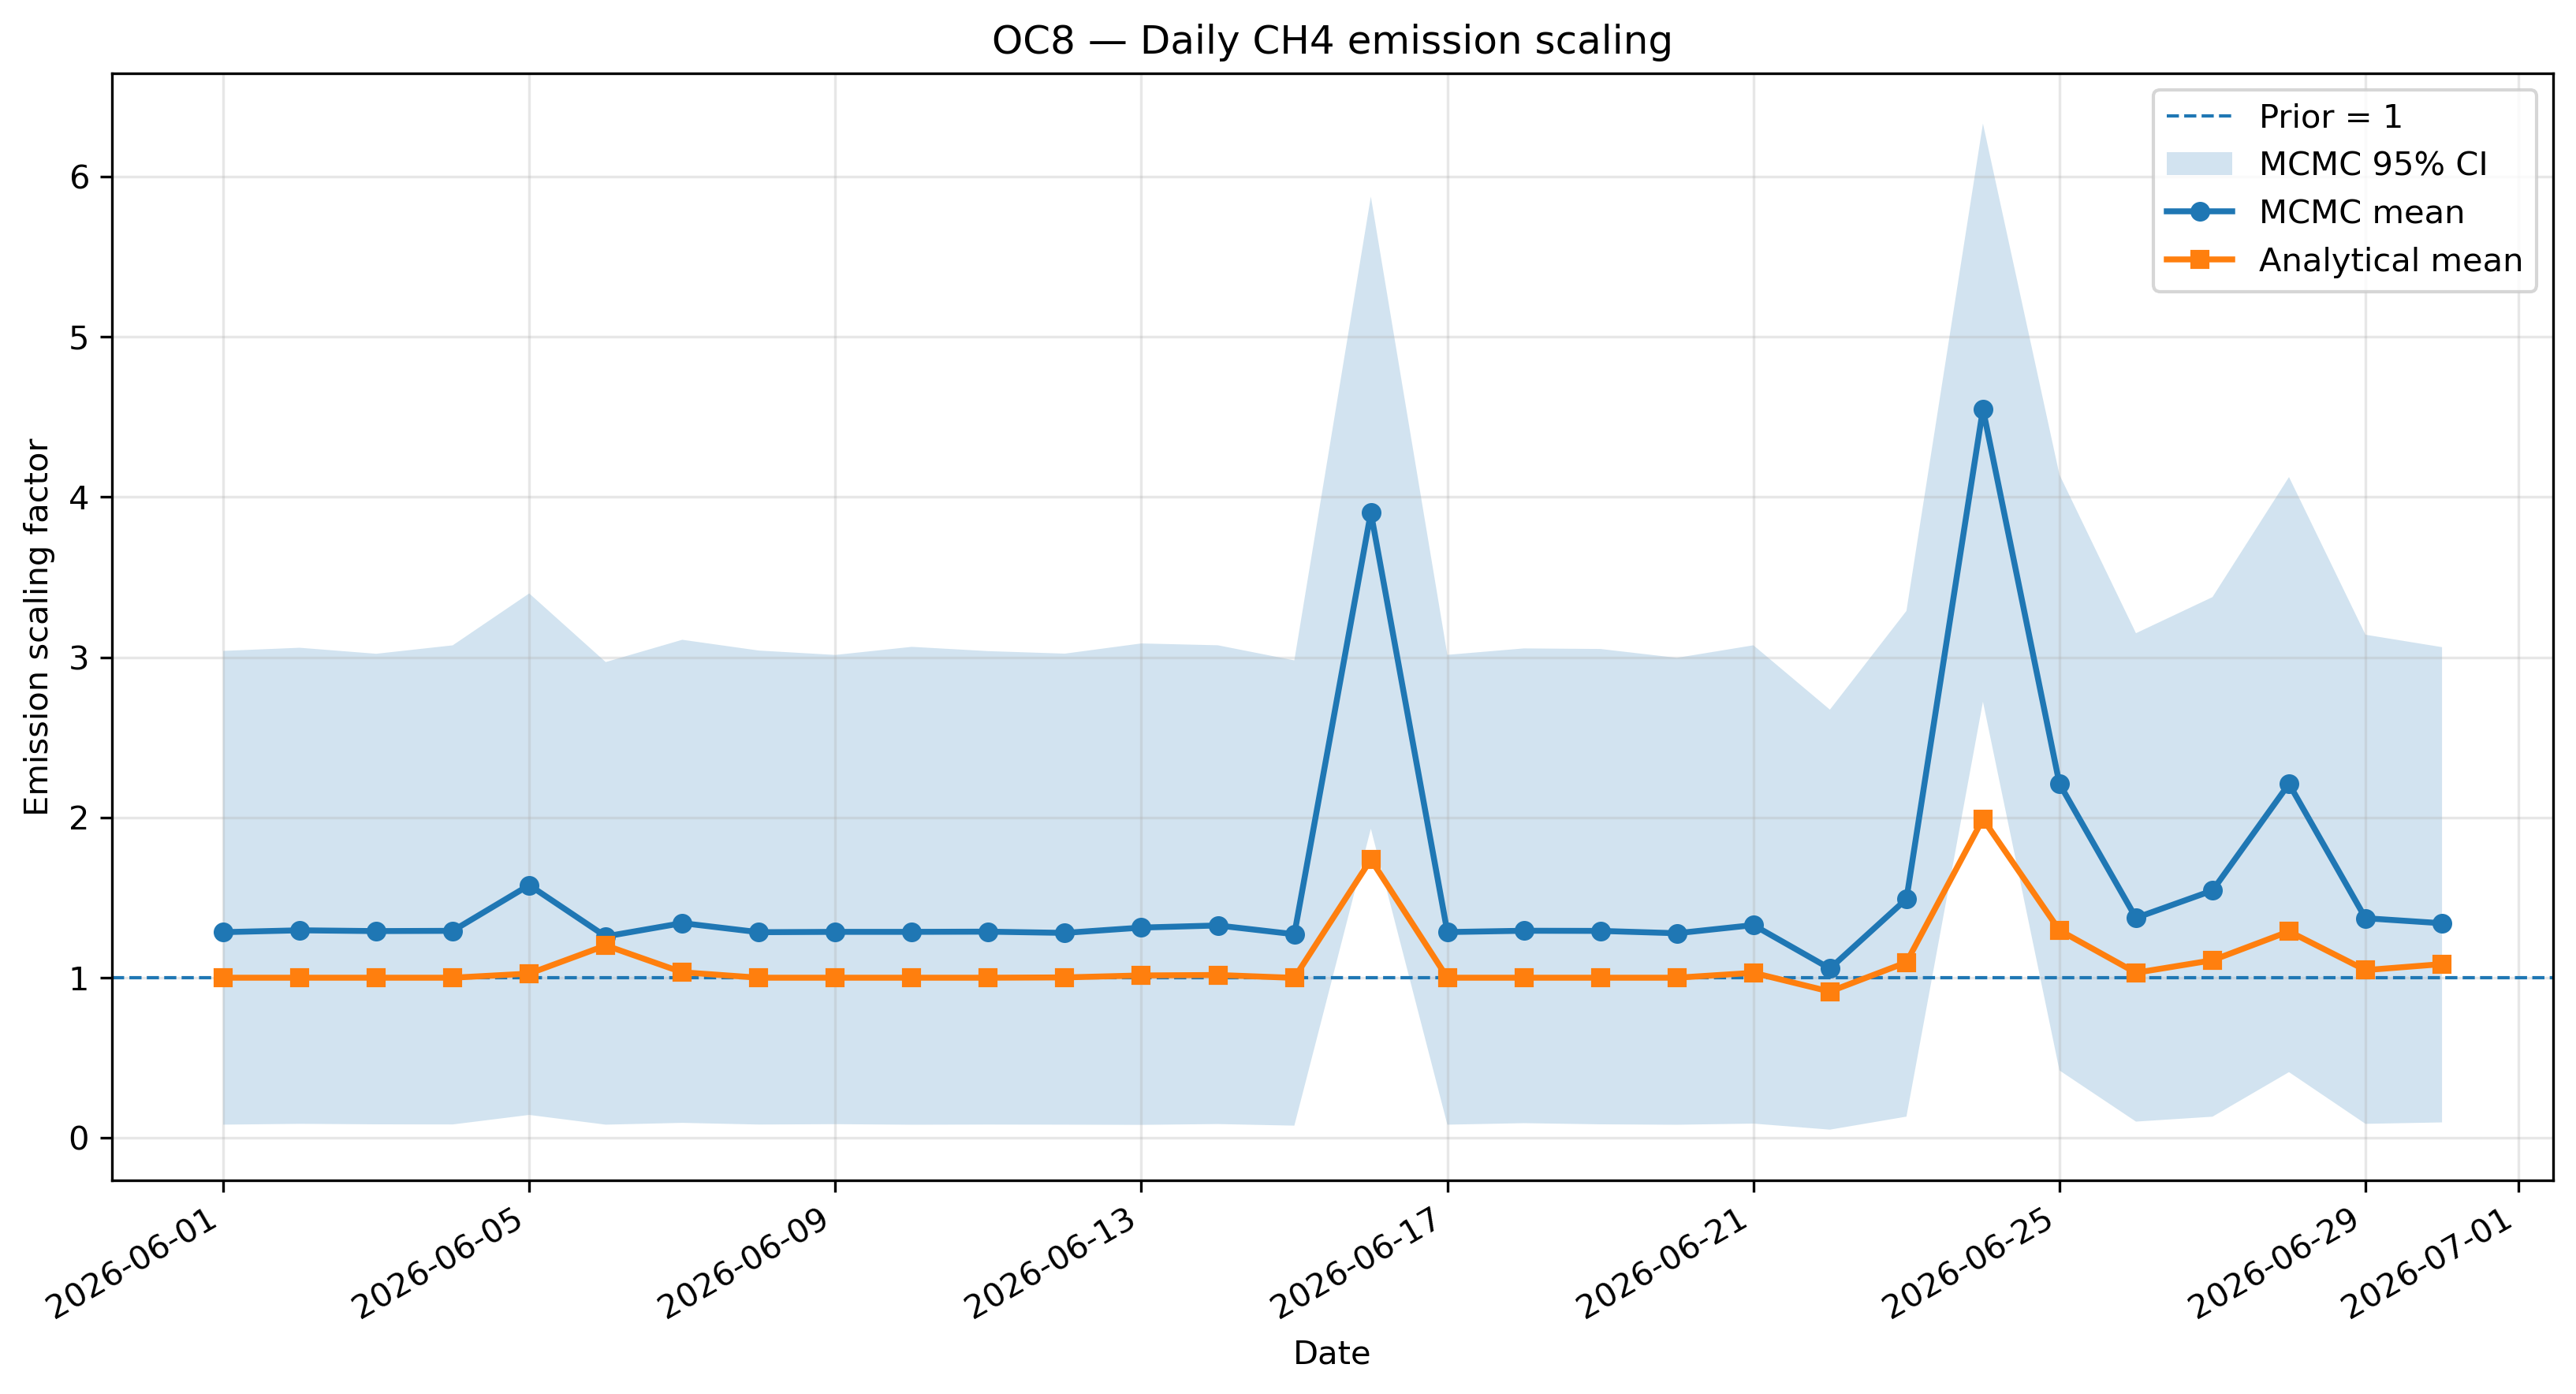 OC8 — Daily CH4 emission scaling
Prior = 1
MCMC 95% CI
MCMC mean
Analytical mean
Emission scaling factor
6
5
4
3
2
1
0
2026-06-01
2026-06-05
2026-06-09
2026-06-13
2026-06-17
2026-06-21
2026-06-25
2026-06-29
2026-07-01
Date